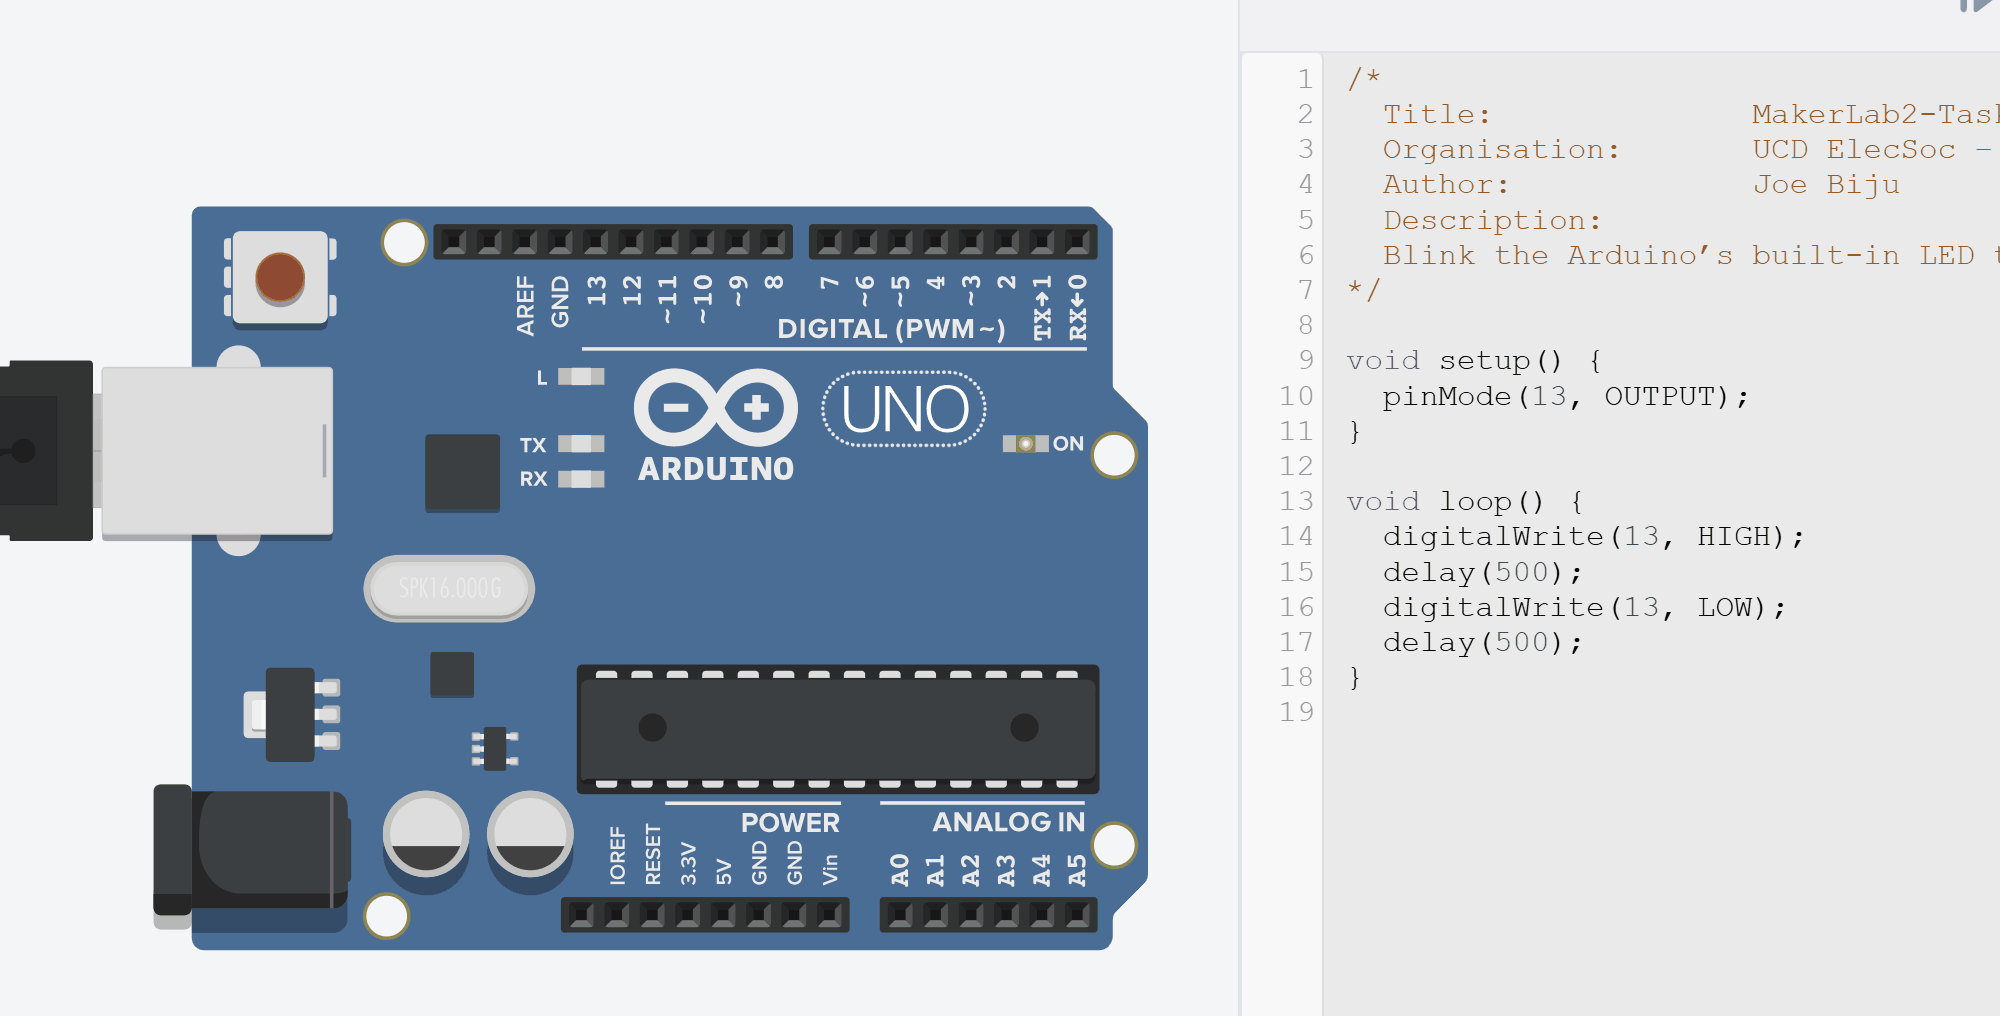 AREF
GND
13
12
~11
~10
~9
8
7
~6
~5
4
~3
2
TX→1
RX←0
DIGITAL (PWM~)
L
TX
RX
UNO
ON
ARDUINO
SPK16.000G
POWER
ANALOG IN
IOREF
RESET
3.3V
5V
GND
GND
Vin
A0
A1
A2
A3
A4
A5
1 /*
2 Title: MakerLab2-Task
3 Organisation: UCD ElecSoc –
4 Author: Joe Biju
5 Description:
6 Blink the Arduino’s built-in LED
7 */
8
9 void setup() {
10 pinMode(13, OUTPUT);
11 }
12
13 void loop() {
14 digitalWrite(13, HIGH);
15 delay(500);
16 digitalWrite(13, LOW);
17 delay(500);
18 }
19